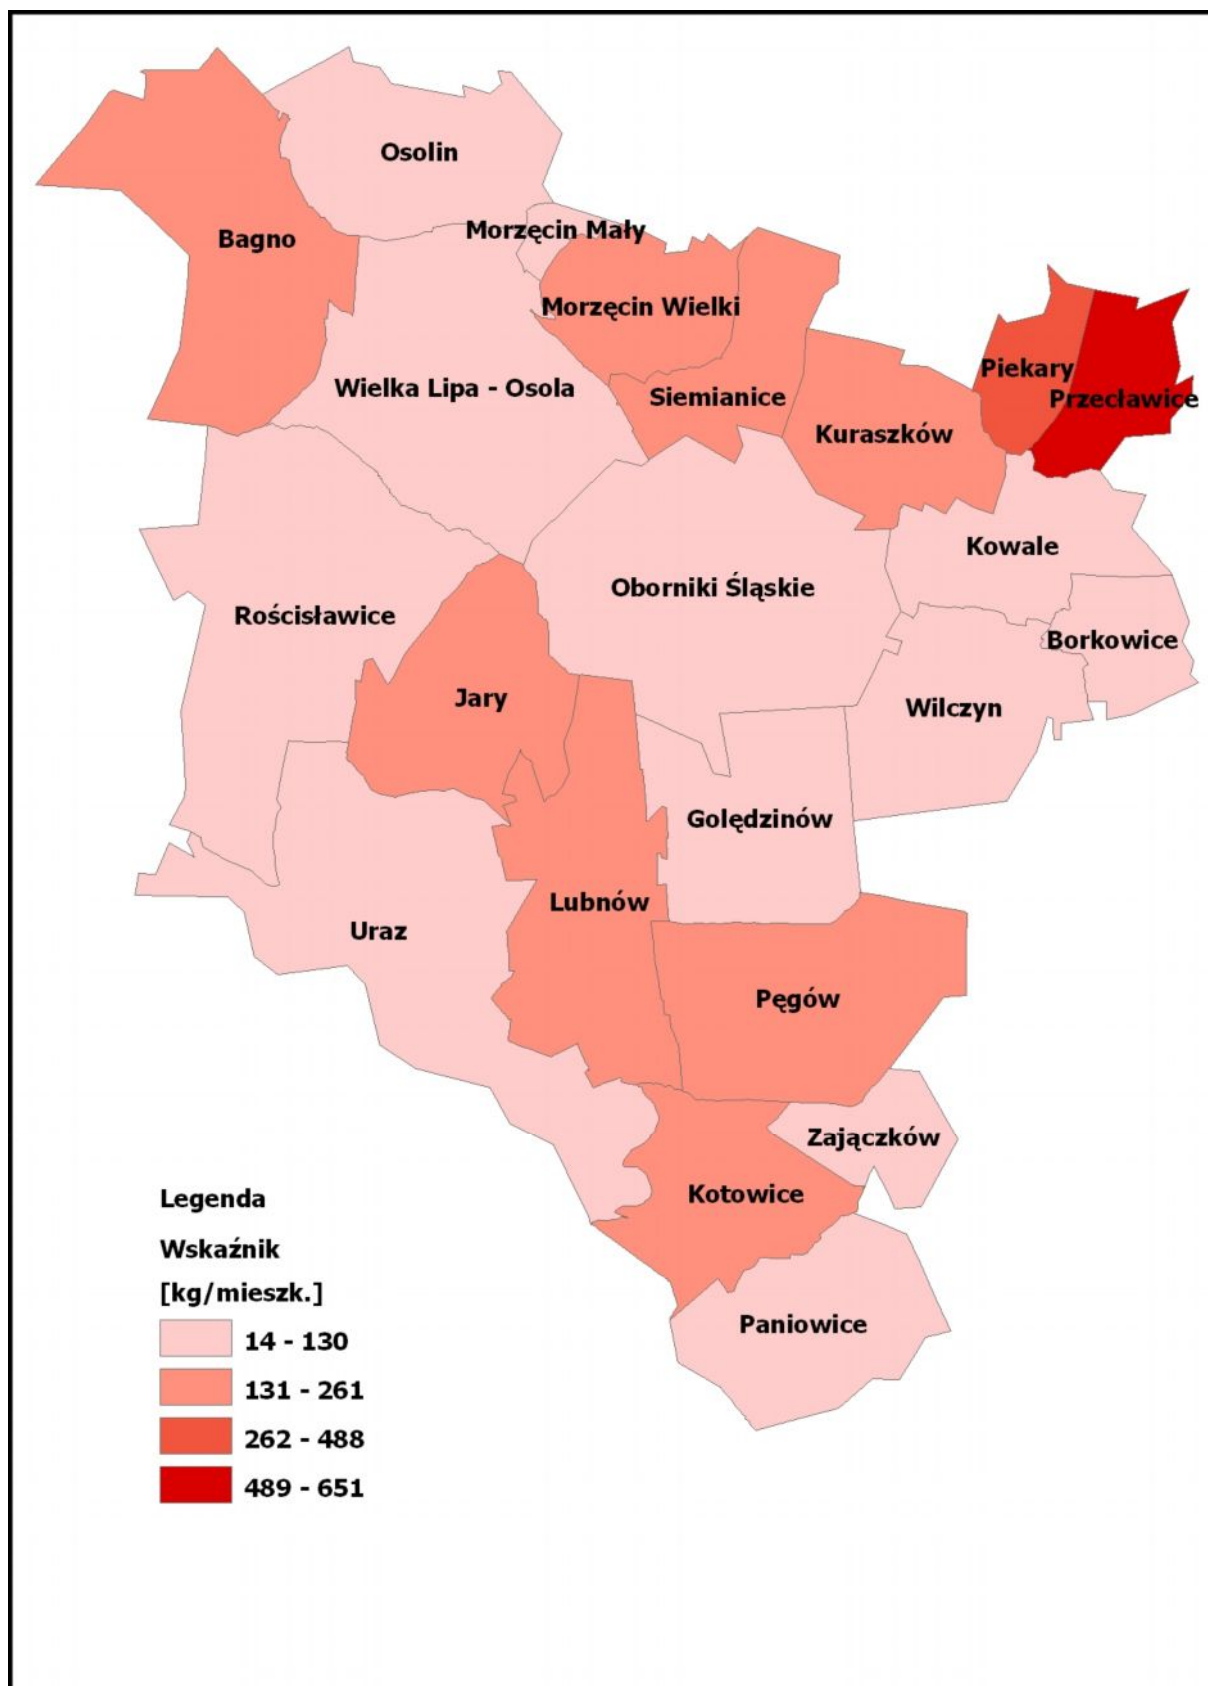 Osolin
Morzęcin Mały
Bagno
Morzęcin Wielki
Piekary
Wielka Lipa - Osola
Siemianice
Przecławice
Kuraszków
Kowale
Oborniki Śląskie
Rościsławice
Borkowice
Jary
Wilczyn
Golędzinów
Lubnów
Uraz
Pęgów
Zajączków
Kotowice
Paniowice
Legenda
Wskaźnik
[kg/mieszk.]
14 - 130
131 - 261
262 - 488
489 - 651